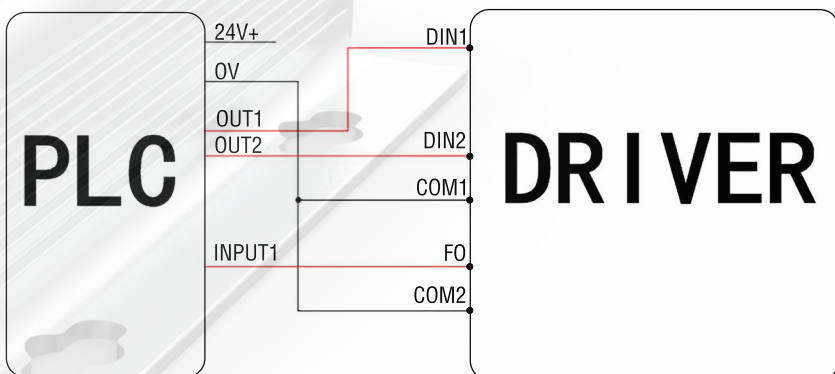 24V+
0V
OUT1
OUT2
PLC
INPUT1
DIN1
DIN2
COM1
FO
COM2
DRIVER